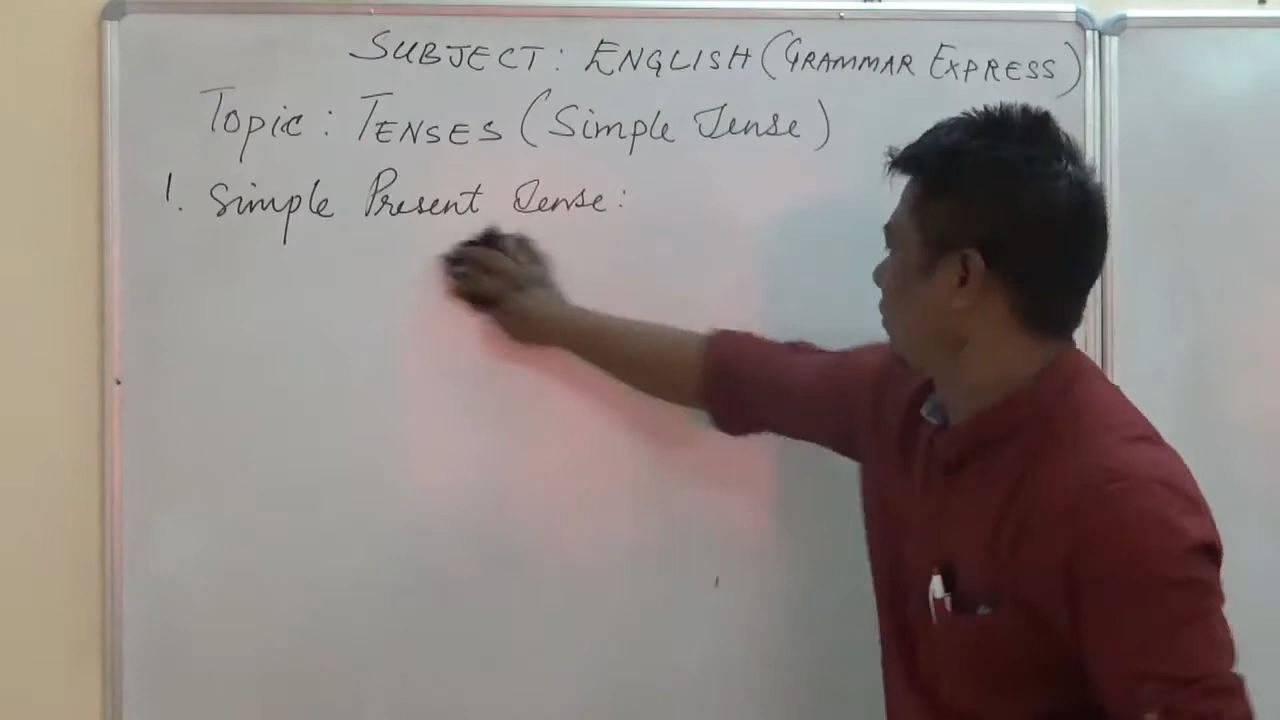 SUBJECT: ENGLISH (GRAMMAR EXPRESS)
Topic: TENSES (Simple Tense)
1. Simple Present Tense: